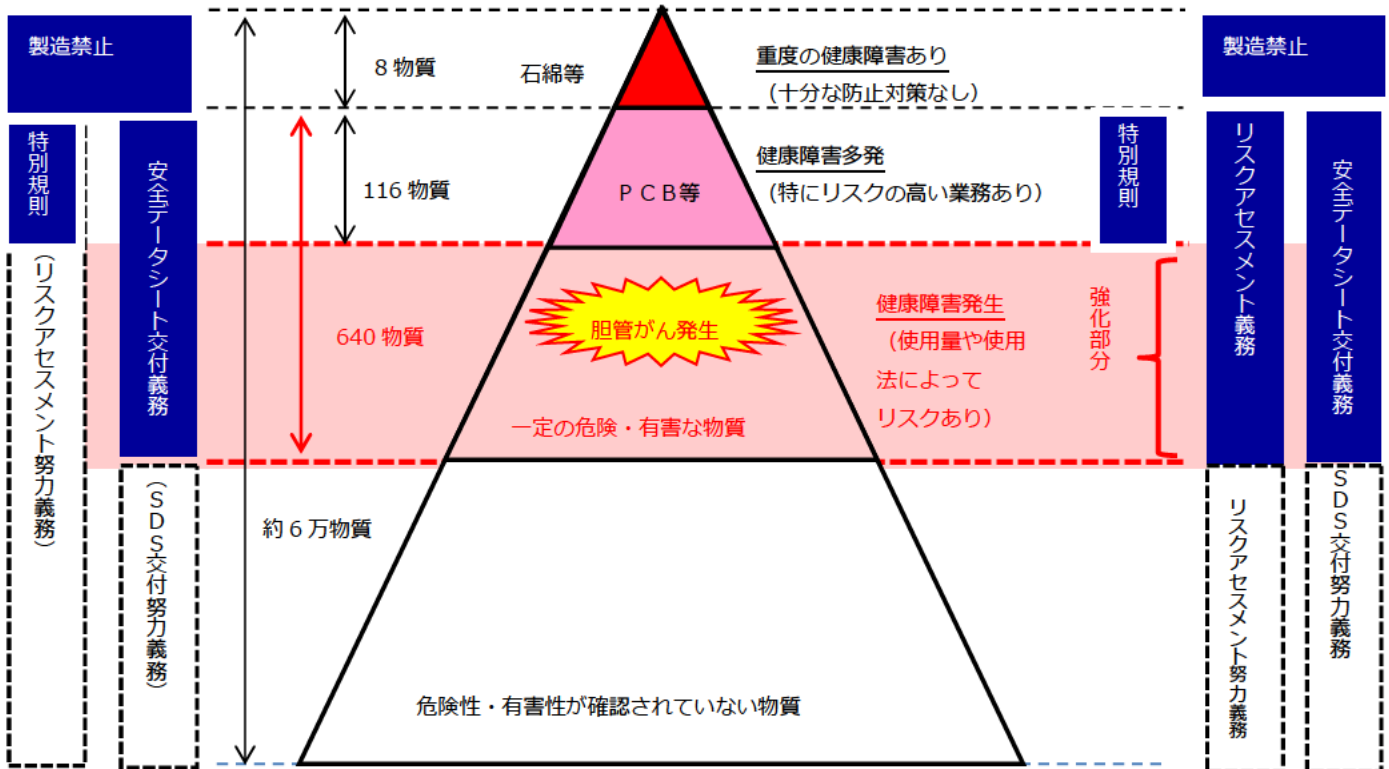 製造禁止
特別規則
(リスクアセスメント努力義務)
安全データシート交付義務
(SDS交付努力義務)
8物質
116物質
640物質
約6万物質
石綿等
PCB等
胆管がん発生
一定の危険・有害な物質
危険性・有害性が確認されていない物質
重度の健康障害あり
(十分な防止対策なし)
健康障害多発
(特にリスクの高い業務あり)
健康障害発生
(使用量や使用
法によって
リスクあり)
強化部分
製造禁止
特別規則
リスクアセスメント義務
リスクアセスメント努力義務
安全データシート交付義務
SDS交付努力義務